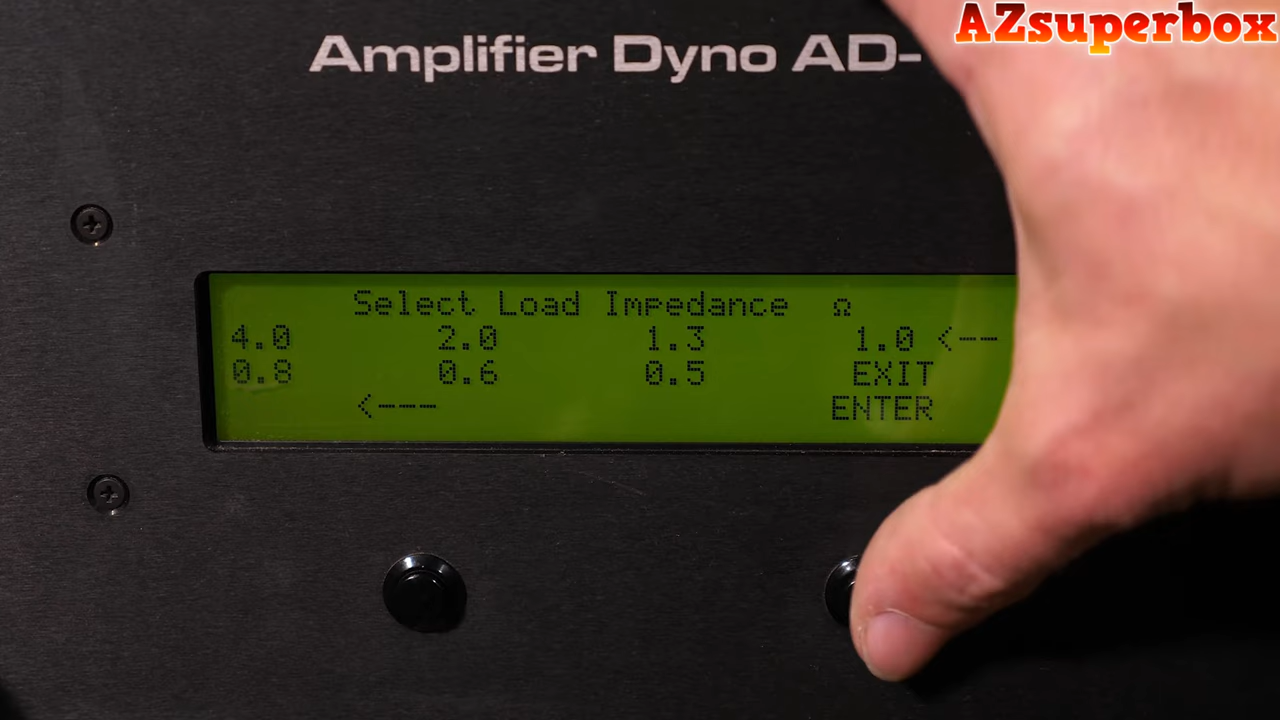 AZsuperbox
Amplifier Dyno AD-
Select Load Impedance Ω
4.0 2.0 1.3 1.0 <--
0.8 0.6 0.5 EXIT
<--- ENTER